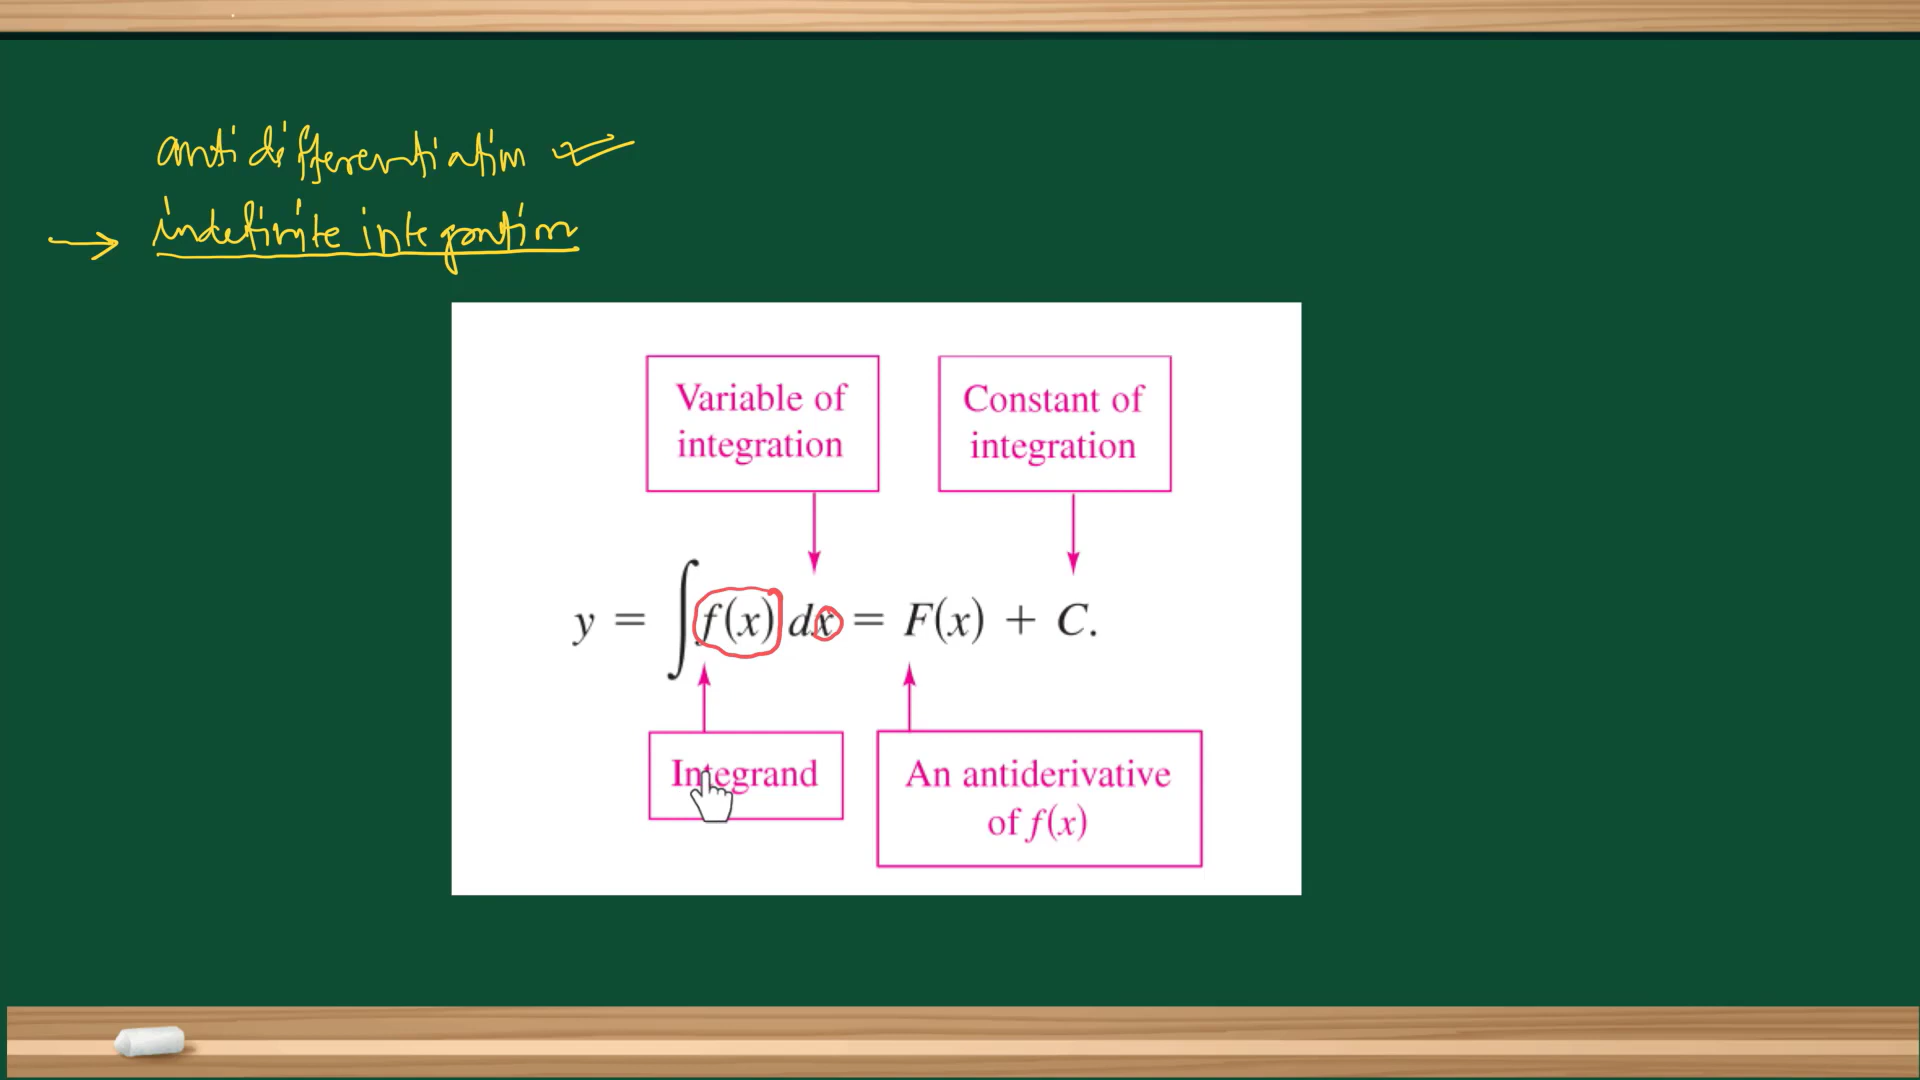 antidifferentiation
→ indefinite integration
Variable of
integration
Constant of
integration
y = ∫ f(x) dx = F(x) + C.
Integrand
An antiderivative
of f(x)